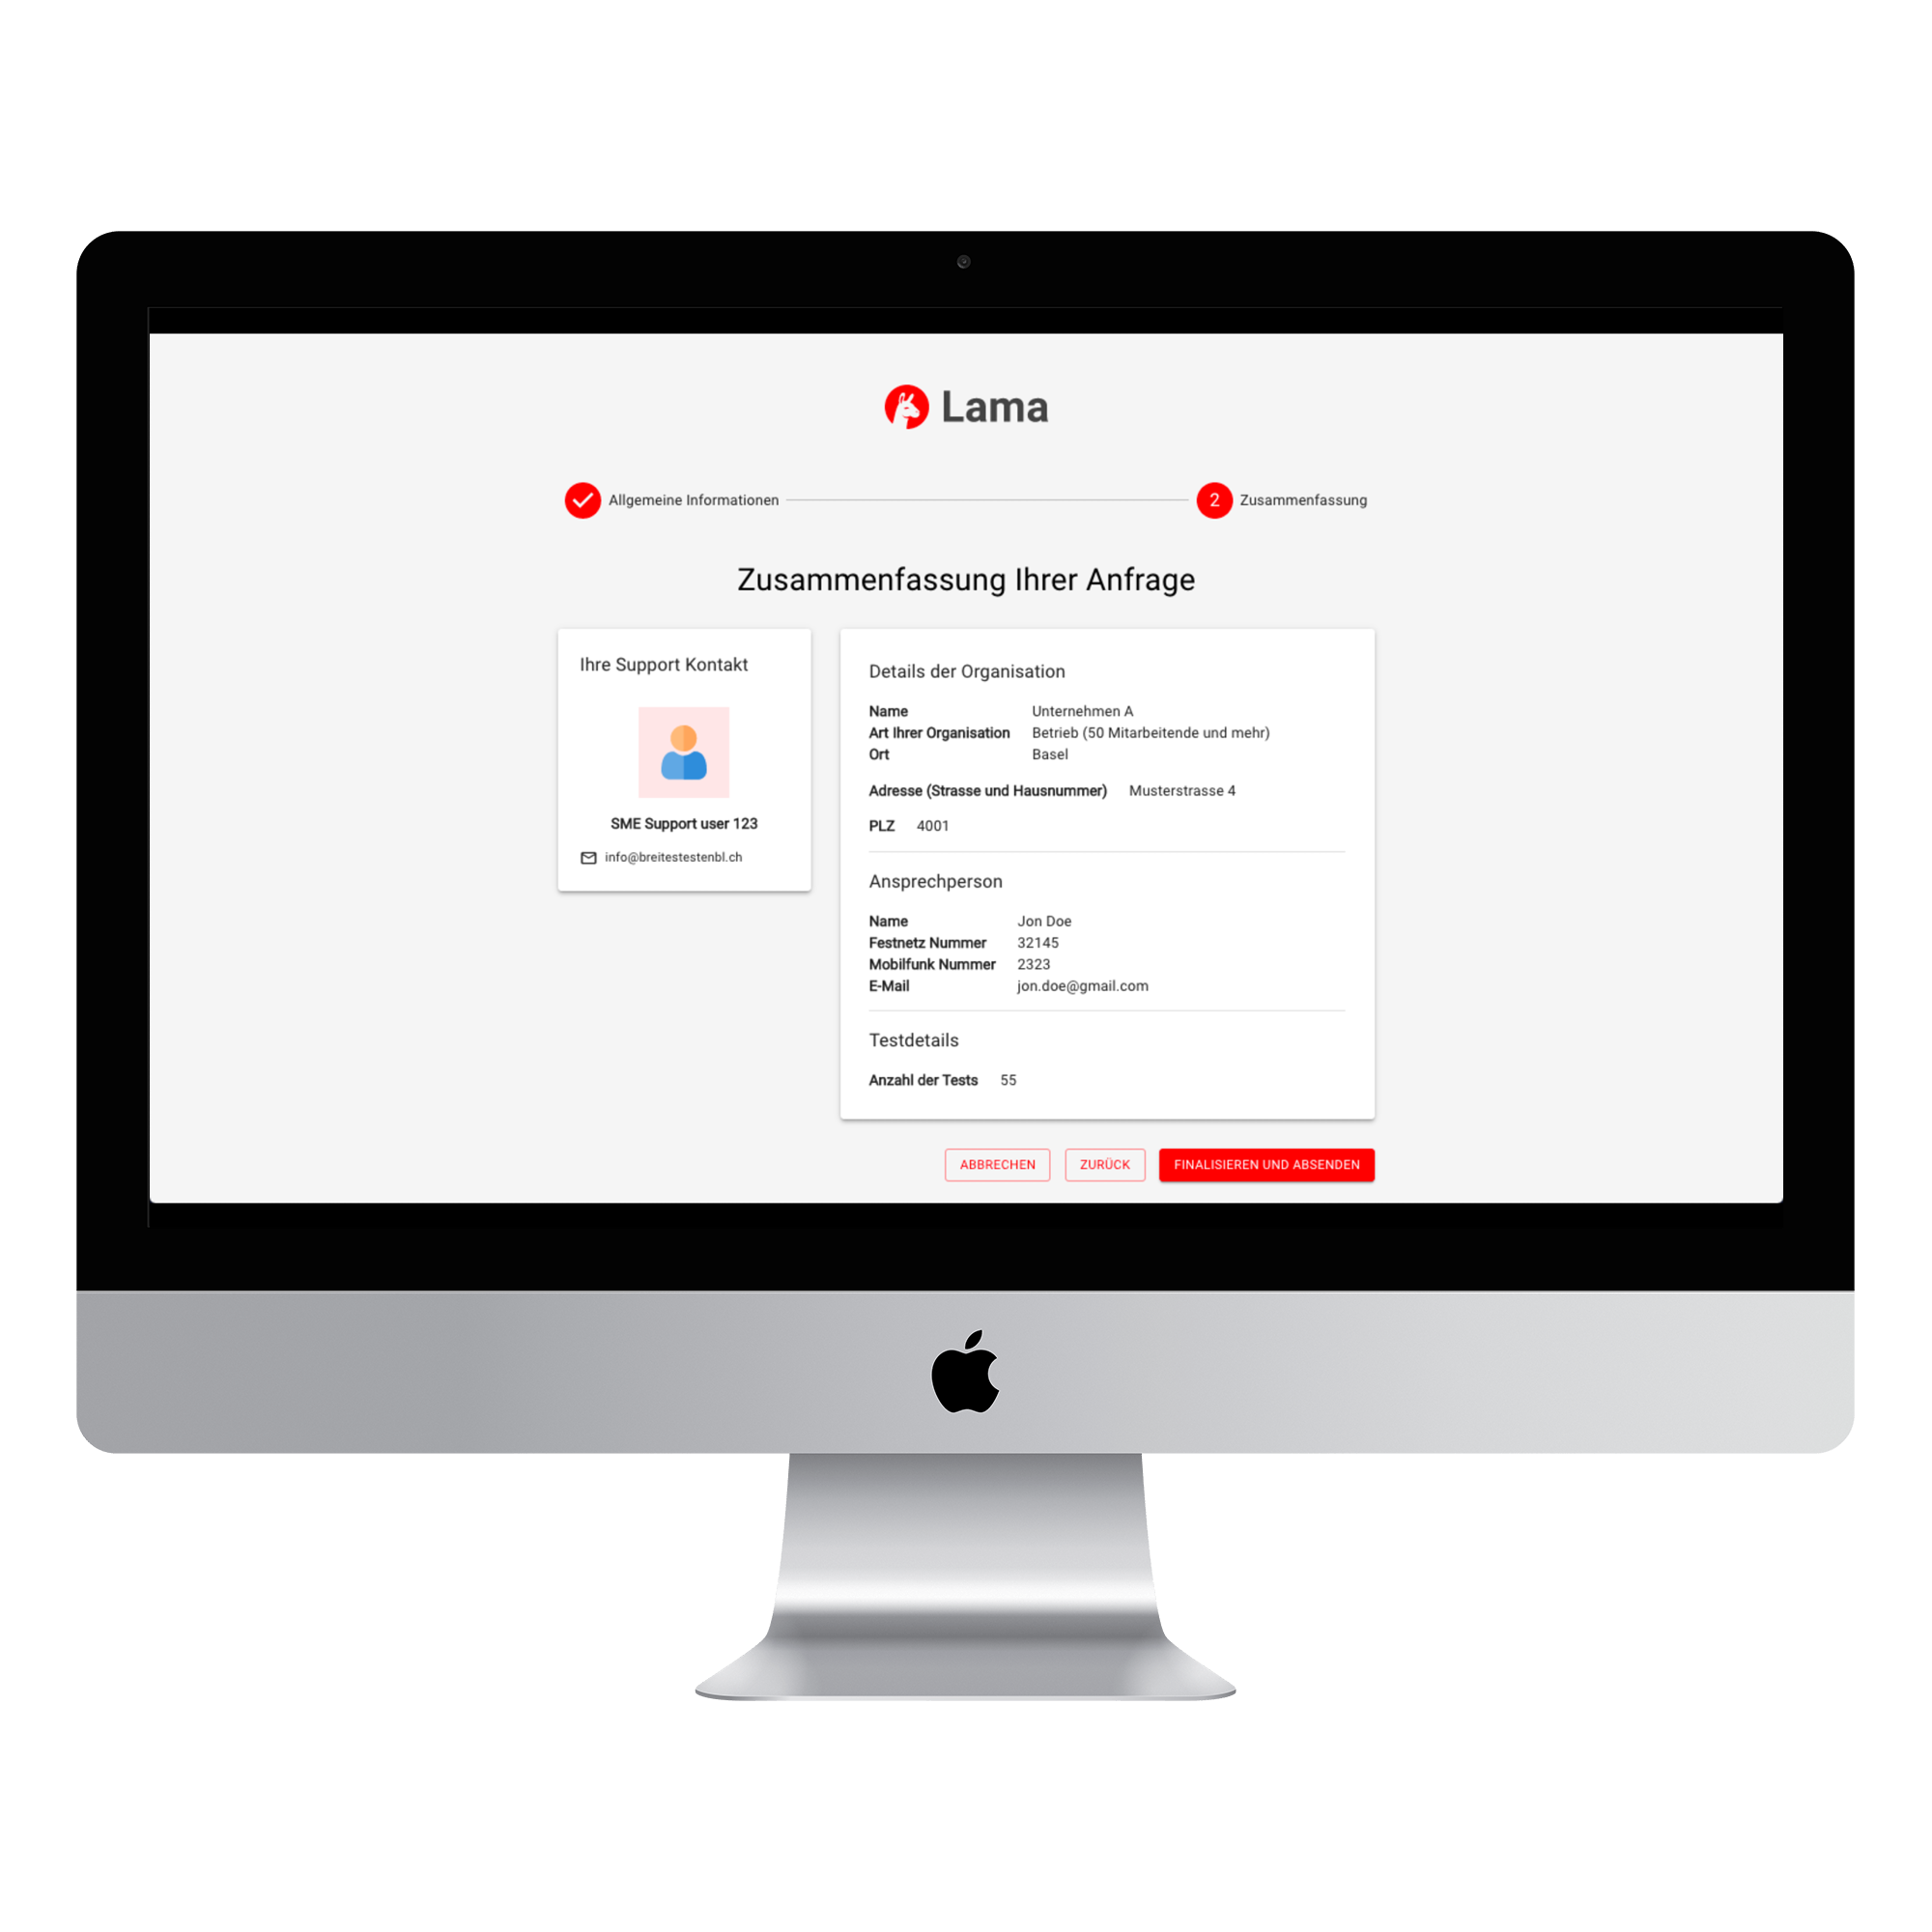 Lama
Allgemeine Informationen
2 Zusammenfassung
Zusammenfassung Ihrer Anfrage
Ihre Support Kontakt
SME Support user 123
info@breitestestenbl.ch
Details der Organisation
Name Unternehmen A
Art Ihrer Organisation Betrieb (50 Mitarbeitende und mehr)
Ort Basel
Adresse (Strasse und Hausnummer) Musterstrasse 4
PLZ 4001
Ansprechperson
Name Jon Doe
Festnetz Nummer 32145
Mobilfunk Nummer 2323
E-Mail jon.doe@gmail.com
Testdetails
Anzahl der Tests 55
ABBRECHEN ZURÜCK FINALISIEREN UND ABSENDEN